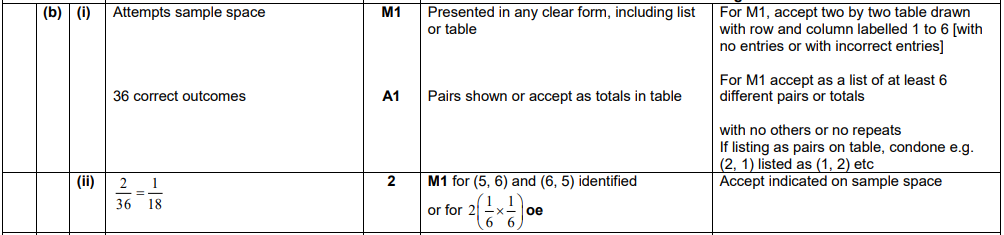 (b) (i) Attempts sample space M1 Presented in any clear form, including list For M1, accept two by two table drawn
or table with row and column labelled 1 to 6 [with
no entries or with incorrect entries]
For M1 accept as a list of at least 6
36 correct outcomes A1 Pairs shown or accept as totals in table different pairs or totals
with no others or no repeats
If listing as pairs on table, condone e.g.
(2, 1) listed as (1, 2) etc
(ii) 2/36 = 1/18 2 M1 for (5, 6) and (6, 5) identified Accept indicated on sample space
or for 2(1/6 × 1/6) oe